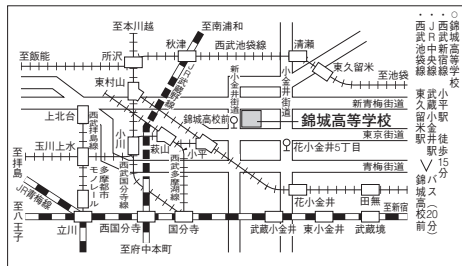 ○錦城高等学校
・西武新宿線 小平駅 徒歩15分
・JR中央線 武蔵小金井駅
・西武池袋線 東久留米駅
バス(20分)
錦城高校前
至本川越
至南浦和
至飯能
所沢
秋津
西武池袋線
清瀬
東久留米
至池袋
東村山
JR武蔵野線
新小金井街道
小金井街道
新青梅街道
錦城高校前
錦城高等学校
上北台
西武拝島線
小川
萩山
小平
東京街道
花小金井5丁目
玉川上水
至拝島
多摩都市モノレール
西武国分寺線
西武多摩湖線
青梅街道
JR青梅線
花小金井
田無
至新宿
至八王子
立川
西国分寺
国分寺
武蔵小金井
東小金井
武蔵境
至府中本町